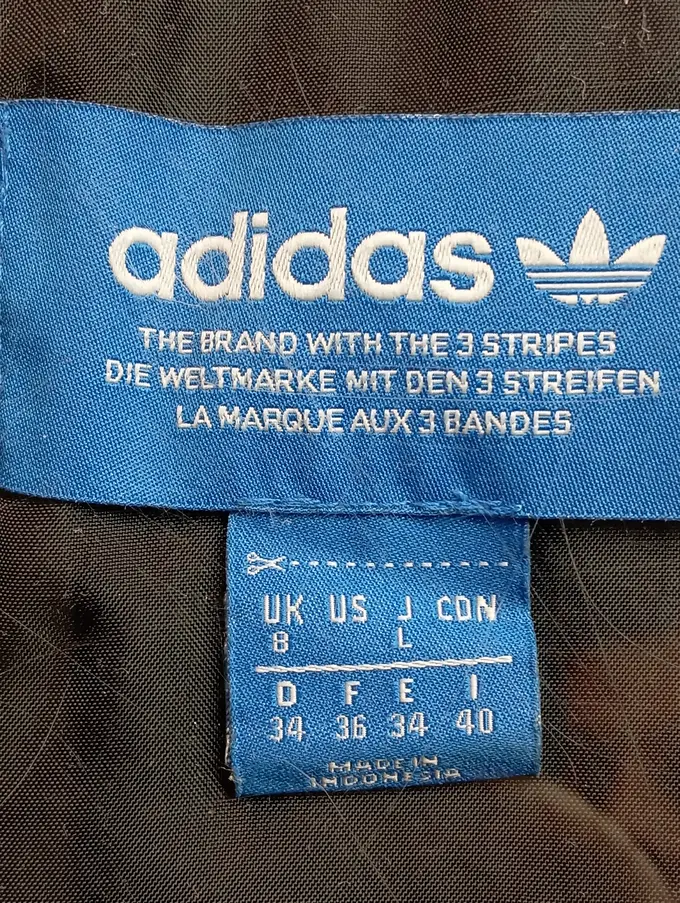 adidas
THE BRAND WITH THE 3 STRIPES
DIE WELTMARKE MIT DEN 3 STREIFEN
LA MARQUE AUX 3 BANDES
UK US J CDN
8 L
D F E I
34 36 34 40
MADE IN
INDONESIA